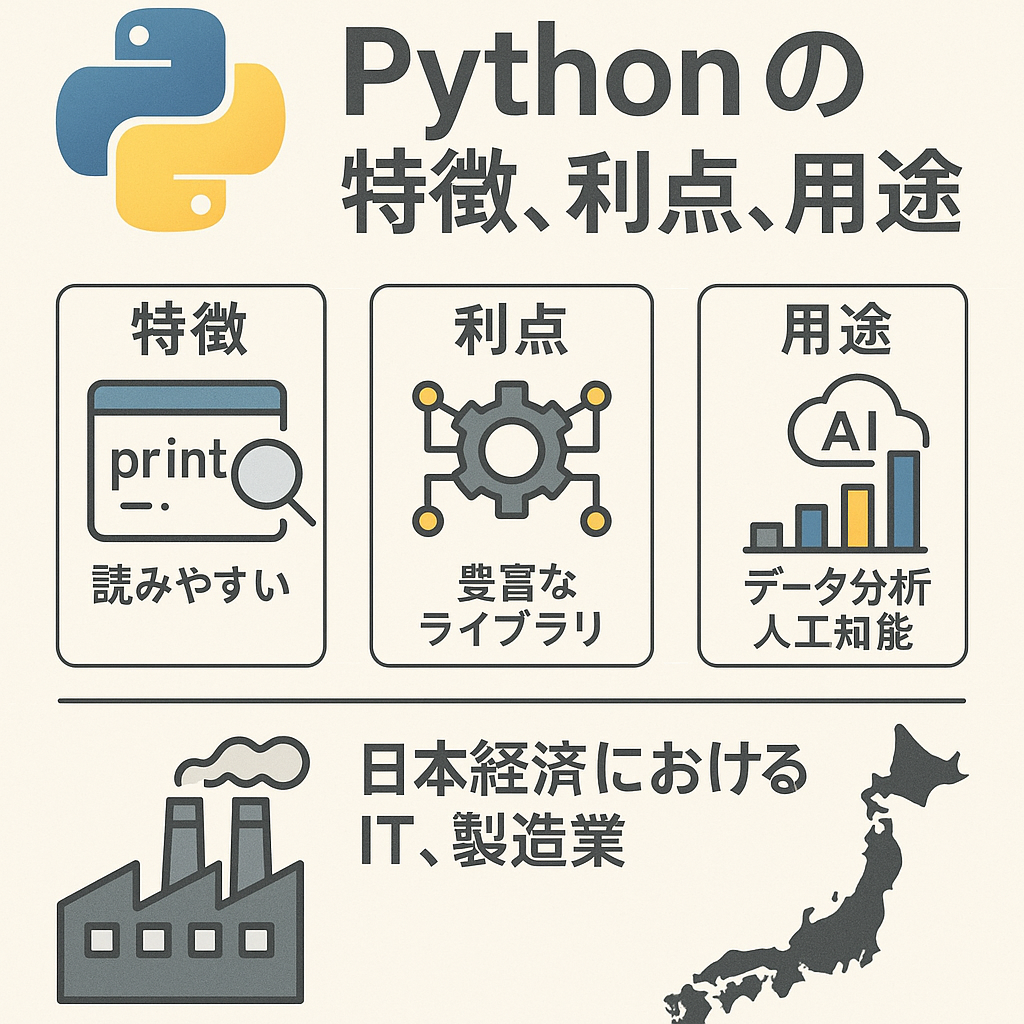 Pythonの
特徴、利点、用途
特徴
print
読みやすい
利点
豊富な
ライブラリ
用途
AI
データ分析
人工知能
日本経済における
IT、製造業